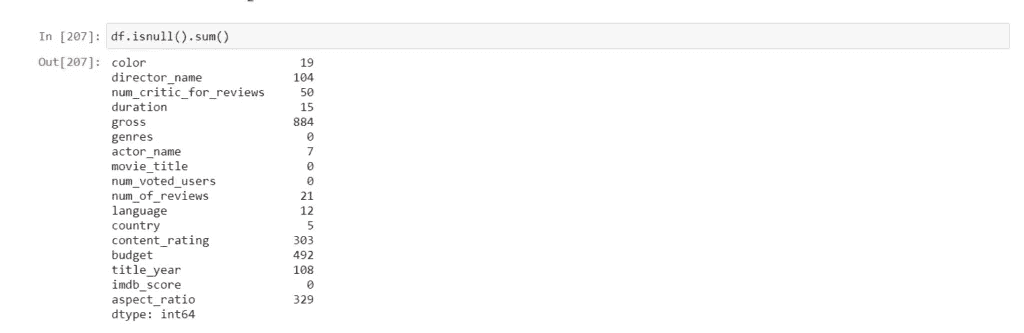 In [207]: df.isnull().sum()
Out[207]: color 19
director_name 104
num_critic_for_reviews 50
duration 15
gross 884
genres 0
actor_name 7
movie_title 0
num_voted_users 0
num_of_reviews 21
language 12
country 5
content_rating 303
budget 492
title_year 108
imdb_score 0
aspect_ratio 329
dtype: int64